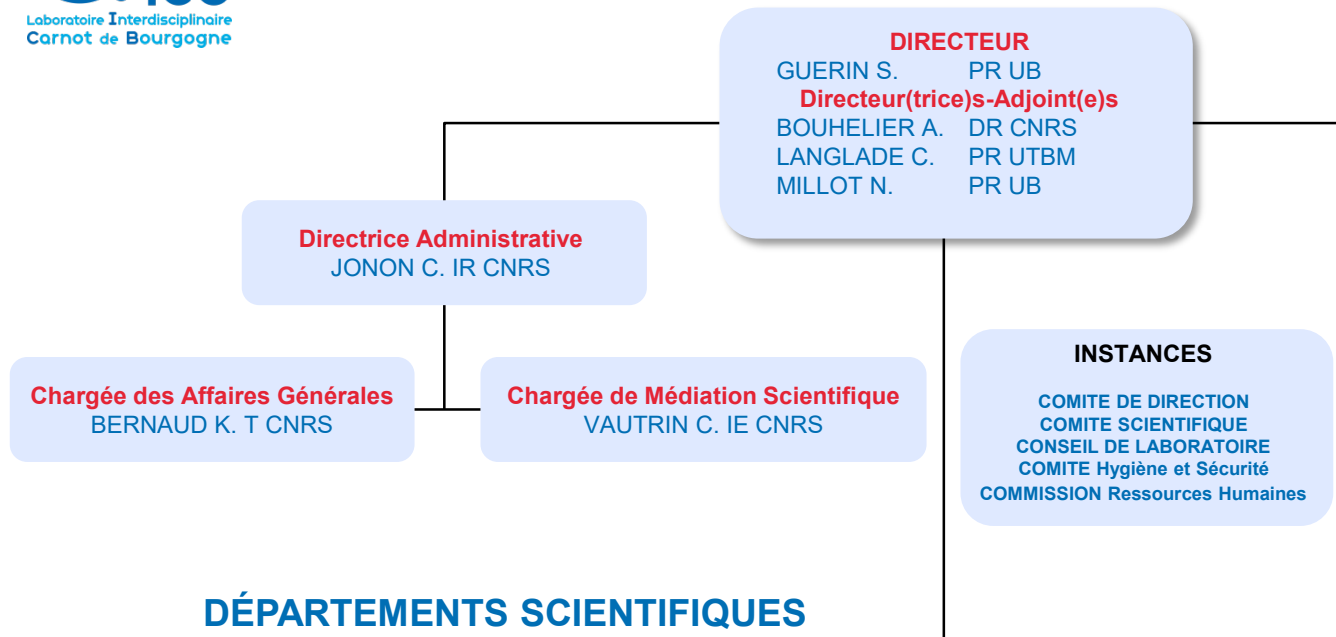 Laboratoire Interdisciplinaire
Carnot de Bourgogne
DIRECTEUR
GUERIN S. PR UB
Directeur(trice)s-Adjoint(e)s
BOUHELIER A. DR CNRS
LANGLADE C. PR UTBM
MILLOT N. PR UB
Directrice Administrative
JONON C. IR CNRS
Chargée des Affaires Générales
BERNAUD K. T CNRS
Chargée de Médiation Scientifique
VAUTRIN C. IE CNRS
INSTANCES
COMITE DE DIRECTION
COMITE SCIENTIFIQUE
CONSEIL DE LABORATOIRE
COMITE Hygiène et Sécurité
COMMISSION Ressources Humaines
DÉPARTEMENTS SCIENTIFIQUES